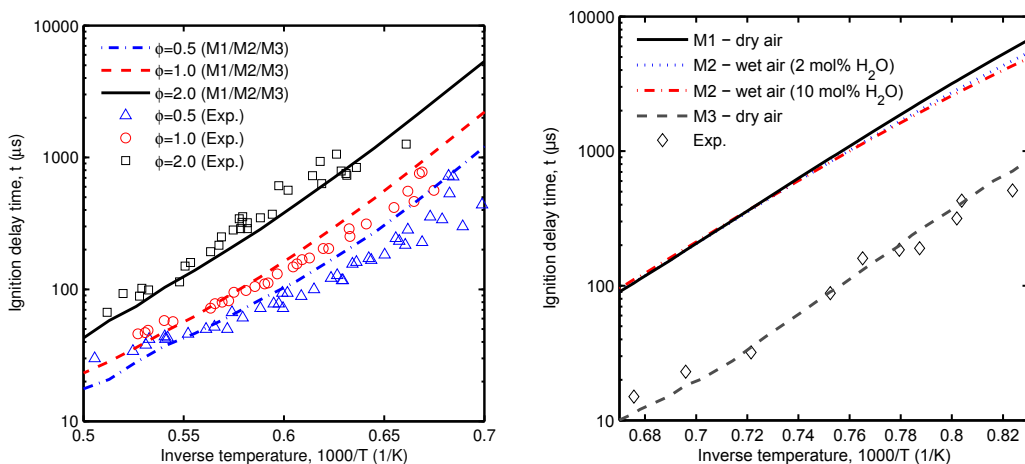 10000
1000
100
10
Ignition delay time, t (µs)
0.5 0.55 0.6 0.65 0.7
Inverse temperature, 1000/T (1/K)
ϕ=0.5 (M1/M2/M3)
ϕ=1.0 (M1/M2/M3)
ϕ=2.0 (M1/M2/M3)
ϕ=0.5 (Exp.)
ϕ=1.0 (Exp.)
ϕ=2.0 (Exp.)
10000
1000
100
10
Ignition delay time, t (µs)
0.68 0.7 0.72 0.74 0.76 0.78 0.8 0.82
Inverse temperature, 1000/T (1/K)
M1 − dry air
M2 − wet air (2 mol% H₂O)
M2 − wet air (10 mol% H₂O)
M3 − dry air
Exp.